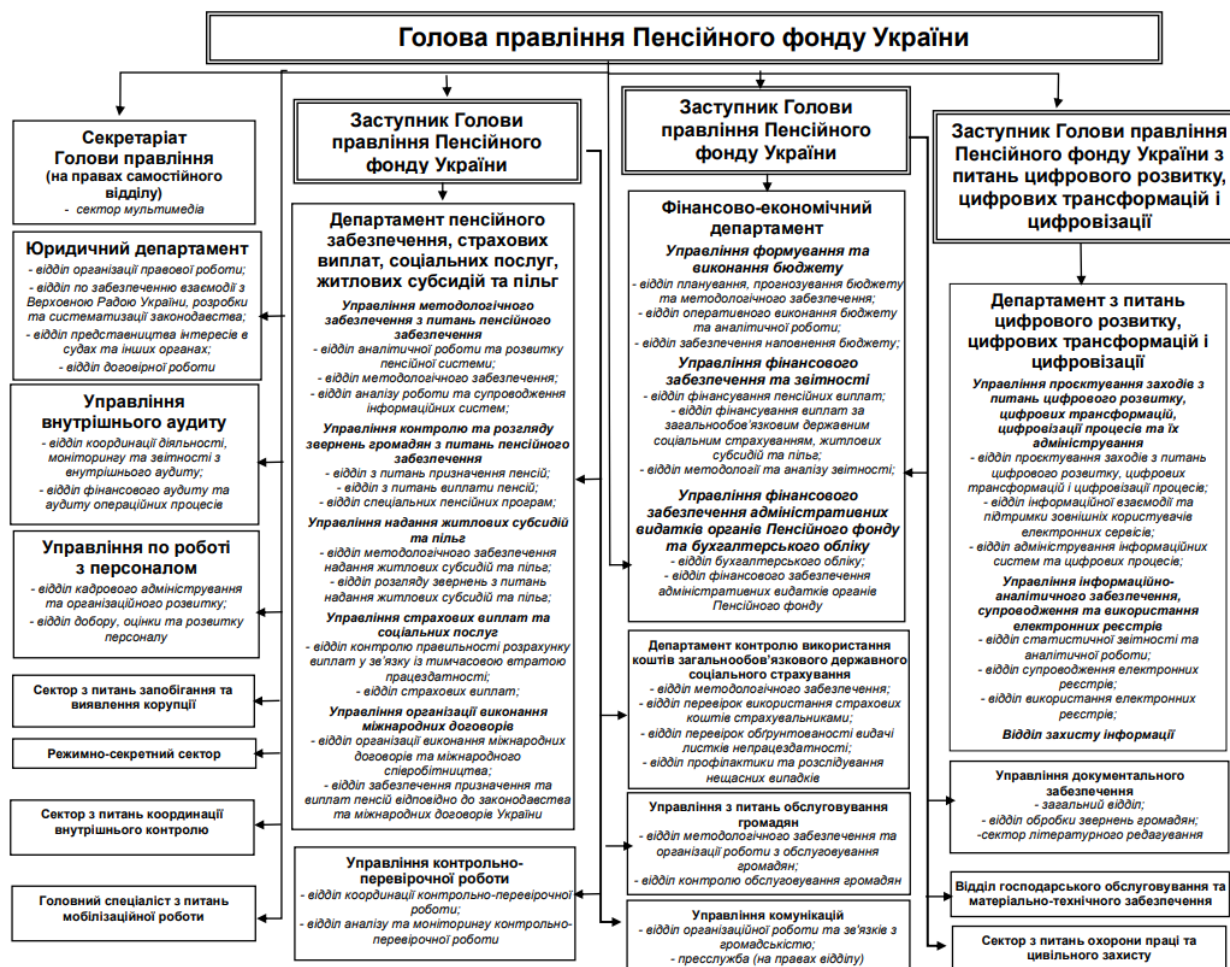 Голова правління Пенсійного фонду України
Секретаріат
Голови правління
(на правах самостійного
відділу)
- сектор мультимедіа
Юридичний департамент
- відділ організації правової роботи;
- відділ по забезпеченню взаємодії з
Верховною Радою України, розробки
та систематизації законодавства;
- відділ представництва інтересів в
судах та інших органах;
- відділ договірної роботи
Управління
внутрішнього аудиту
- відділ координації діяльності,
моніторингу та звітності з
внутрішнього аудиту;
- відділ фінансового аудиту та
аудиту операційних процесів
Управління по роботі
з персоналом
- відділ кадрового адміністрування
та організаційного розвитку;
- відділ добору, оцінки та розвитку
персоналу
Сектор з питань запобігання та
виявлення корупції
Режимно-секретний сектор
Сектор з питань координації
внутрішнього контролю
Головний спеціаліст з питань
мобілізаційної роботи
Заступник Голови
правління Пенсійного
фонду України
Департамент пенсійного
забезпечення, страхових
виплат, соціальних послуг,
житлових субсидій та пільг
Управління методологічного
забезпечення з питань пенсійного
забезпечення
- відділ аналітичної роботи та розвитку
пенсійної системи;
- відділ методологічного забезпечення;
- відділ аналізу роботи та супроводження
інформаційних систем;
Управління контролю та розгляду
звернень громадян з питань пенсійного
забезпечення
- відділ з питань призначення пенсій;
- відділ з питань виплати пенсій;
- відділ спеціальних пенсійних програм;
Управління надання житлових субсидій
та пільг
- відділ методологічного забезпечення
надання житлових субсидій та пільг;
- відділ розгляду звернень з питань
надання житлових субсидій та пільг;
Управління страхових виплат та
соціальних послуг
- відділ контролю правильності розрахунку
виплат у зв’язку із тимчасовою втратою
працездатності;
- відділ страхових виплат;
Управління організації виконання
міжнародних договорів
- відділ організації виконання міжнародних
договорів та міжнародного
співробітництва;
- відділ забезпечення призначення та
виплат пенсій відповідно до законодавства
та міжнародних договорів України
Управління контрольно-
перевірочної роботи
- відділ координації контрольно-перевірочної
роботи;
- відділ аналізу та моніторингу контрольно-
перевірочної роботи
Заступник Голови
правління Пенсійного
фонду України
Фінансово-економічний
департамент
Управління формування та
виконання бюджету
- відділ планування, прогнозування бюджету
та методологічного забезпечення;
- відділ оперативного виконання бюджету
та аналітичної роботи;
- відділ забезпечення наповнення бюджету;
Управління фінансового
забезпечення та звітності
- відділ фінансування пенсійних виплат;
- відділ фінансування виплат за
загальнообов’язковим державним
соціальним страхуванням, житлових
субсидій та пільг;
- відділ методології та аналізу звітності;
Управління фінансового
забезпечення адміністративних
видатків органів Пенсійного фонду
та бухгалтерського обліку
- відділ бухгалтерського обліку;
- відділ фінансового забезпечення
адміністративних видатків органів
Пенсійного фонду
Департамент контролю використання
коштів загальнообов’язкового державного
соціального страхування
- відділ методологічного забезпечення;
- відділ перевірок використання страхових
коштів страхувальниками;
- відділ перевірок обґрунтованості видачі
листків непрацездатності;
- відділ профілактики та розслідування
нещасних випадків
Управління з питань обслуговування
громадян
- відділ методологічного забезпечення та
організації роботи з обслуговування
громадян;
- відділ контролю обслуговування громадян
Управління комунікацій
- відділ організаційної роботи та зв'язків з
громадськістю;
- пресслужба (на правах відділу)
Заступник Голови правління
Пенсійного фонду України з
питань цифрового розвитку,
цифрових трансформацій і
цифровізації
Департамент з питань
цифрового розвитку,
цифрових трансформацій і
цифровізації
Управління проєктування заходів з
питань цифрового розвитку,
цифрових трансформацій,
цифровізації процесів та їх
адміністрування
- відділ проєктування заходів з питань
цифрового розвитку, цифрових
трансформацій і цифровізації процесів;
- відділ інформаційної взаємодії та
підтримки зовнішніх користувачів
електронних сервісів;
- відділ адміністрування інформаційних
систем та цифрових процесів;
Управління інформаційно-
аналітичного забезпечення,
супроводження та використання
електронних реєстрів
- відділ статистичної звітності та
аналітичної роботи;
- відділ супроводження електронних
реєстрів;
- відділ використання електронних
реєстрів;
Відділ захисту інформації
Управління документального
забезпечення
- загальний відділ;
- відділ обробки звернень громадян;
-сектор літературного редагування
Відділ господарського обслуговування та
матеріально-технічного забезпечення
Сектор з питань охорони праці та
цивільного захисту